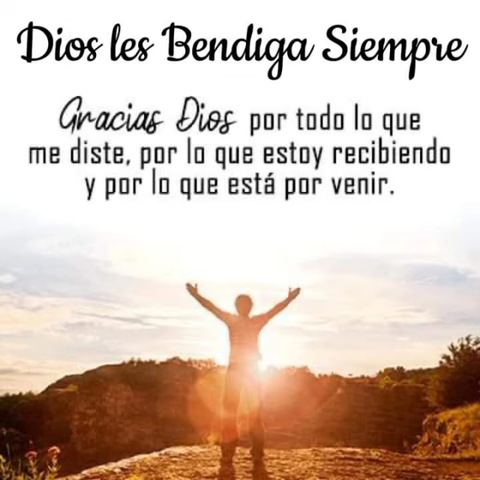 Dios les Bendiga Siempre
Gracias Dios por todo lo que
me diste, por lo que estoy recibiendo
y por lo que está por venir.